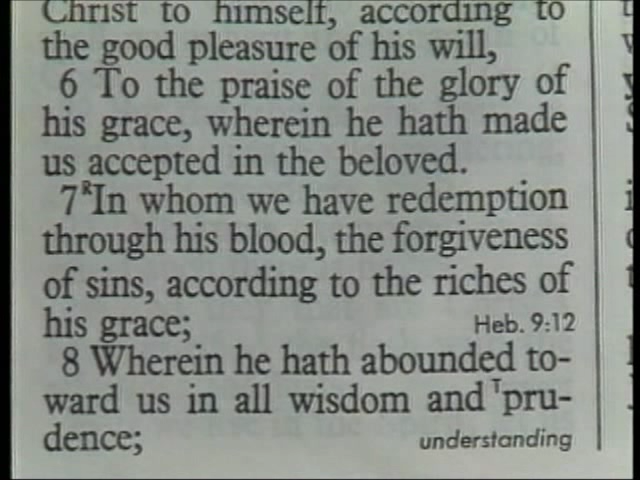 Christ to himself, according to
the good pleasure of his will,
6 To the praise of the glory of
his grace, wherein he hath made
us accepted in the beloved.
7 ᴿIn whom we have redemption
through his blood, the forgiveness
of sins, according to the riches of
his grace; Heb. 9:12
8 Wherein he hath abounded to-
ward us in all wisdom and ᵀpru-
dence; understanding